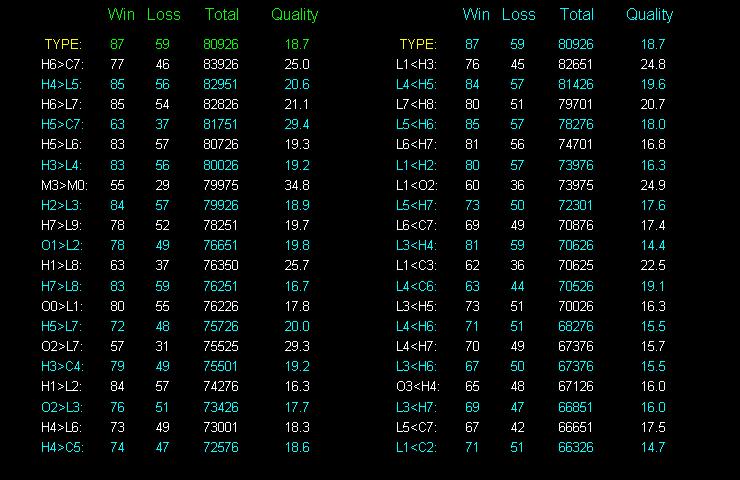 Win Loss Total Quality Win Loss Total Quality
TYPE: 87 59 80926 18.7 TYPE: 87 59 80926 18.7
H6>C7: 77 46 83926 25.0 L1<H3: 76 45 82651 24.8
H4>L5: 85 56 82951 20.6 L4<H5: 84 57 81426 19.6
H6>L7: 85 54 82826 21.1 L7<H8: 80 51 79701 20.7
H5>C7: 63 37 81751 29.4 L5<H6: 85 57 78276 18.0
H5>L6: 83 57 80726 19.3 L6<H7: 81 56 74701 16.8
H3>L4: 83 56 80026 19.2 L1<H2: 80 57 73976 16.3
M3>M0: 55 29 79975 34.8 L1<O2: 60 36 73975 24.9
H2>L3: 84 57 79926 18.9 L5<H7: 73 50 72301 17.6
H7>L9: 78 52 78251 19.7 L6<C7: 69 49 70876 17.4
O1>L2: 78 49 76651 19.8 L3<H4: 81 59 70626 14.4
H1>L8: 63 37 76350 25.7 L1<C3: 62 36 70625 22.5
H7>L8: 83 59 76251 16.7 L4<C6: 63 44 70526 19.1
O0>L1: 80 55 76226 17.8 L3<H5: 73 51 70026 16.3
H5>L7: 72 48 75726 20.0 L4<H6: 71 51 68276 15.5
O2>L7: 57 31 75525 29.3 L4<H7: 70 49 67376 15.7
H3>C4: 79 49 75501 19.2 L3<H6: 67 50 67376 15.5
H1>L2: 84 57 74276 16.3 O3<H4: 65 48 67126 16.0
O2>L3: 76 51 73426 17.7 L3<H7: 69 47 66851 16.0
H4>L6: 73 49 73001 18.3 L5<C7: 67 42 66651 17.5
H4>C5: 74 47 72576 18.6 L1<C2: 71 51 66326 14.7